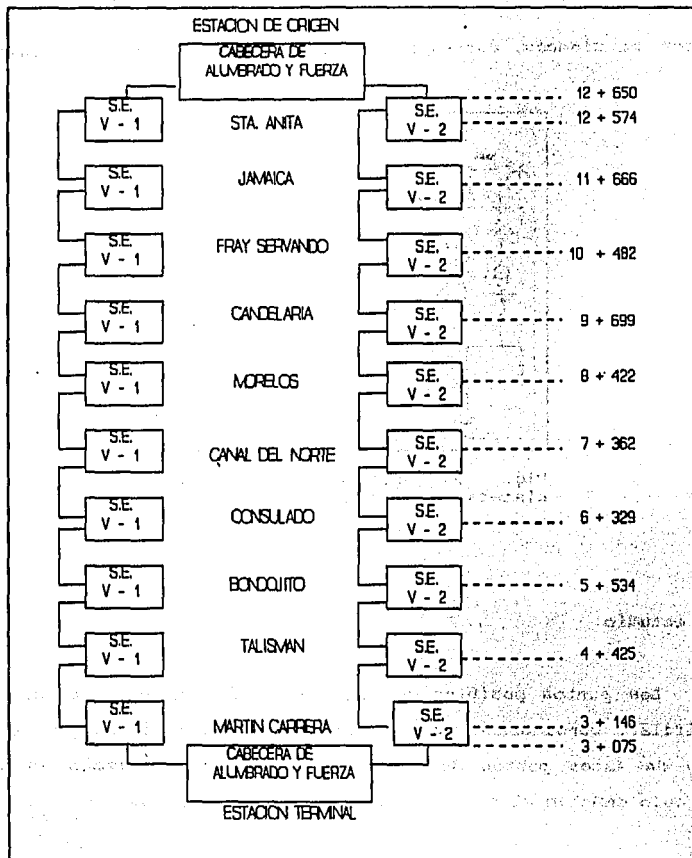 ESTACION DE ORIGEN
CABECERA DE
ALUMBRADO Y FUERZA
12 + 650
S.E.
V - 1
STA. ANITA
S.E.
V - 2
12 + 574
S.E.
V - 1
JAMAICA
S.E.
V - 2
11 + 666
S.E.
V - 1
FRAY SERVANDO
S.E.
V - 2
10 + 482
S.E.
V - 1
CANDELARIA
S.E.
V - 2
9 + 699
S.E.
V - 1
MORELOS
S.E.
V - 2
8 + 422
S.E.
V - 1
CANAL DEL NORTE
S.E.
V - 2
7 + 362
S.E.
V - 1
CONSULADO
S.E.
V - 2
6 + 329
S.E.
V - 1
BONDOJITO
S.E.
V - 2
5 + 534
S.E.
V - 1
TALISMAN
S.E.
V - 2
4 + 425
S.E.
V - 1
MARTIN CARRERA
S.E.
V - 2
3 + 146
3 + 075
CABECERA DE
ALUMBRADO Y FUERZA
ESTACION TERMINAL